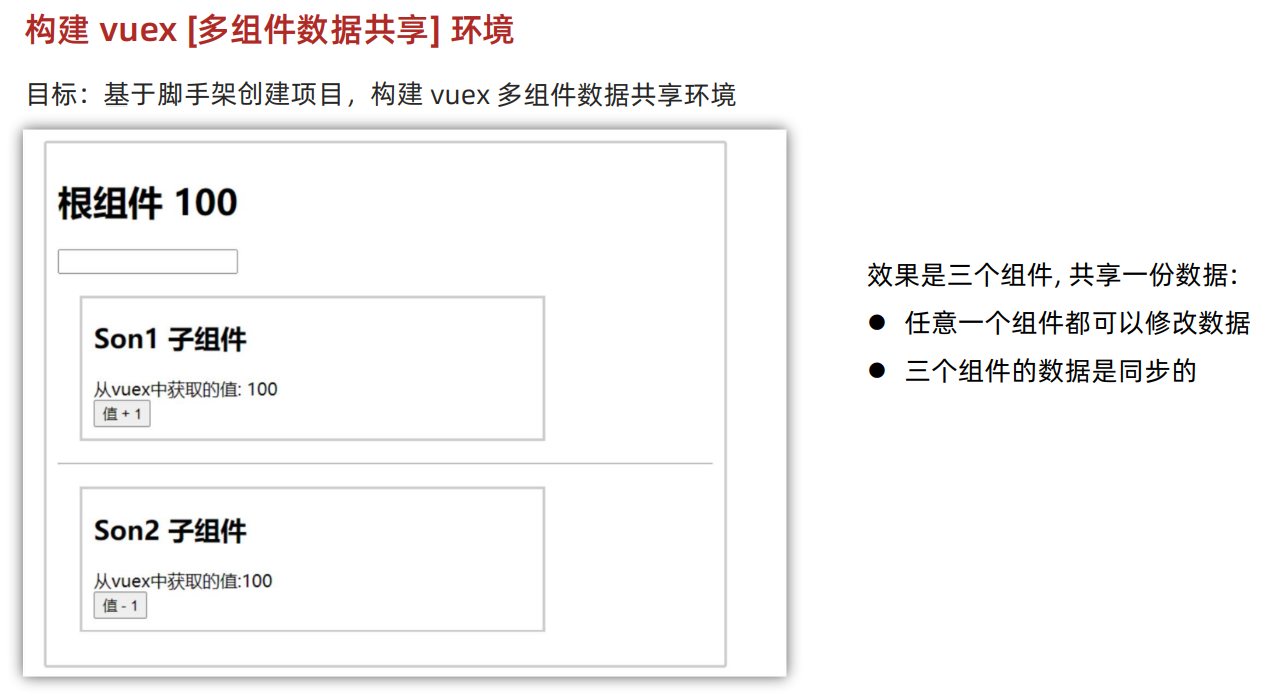 构建 vuex [多组件数据共享] 环境
目标：基于脚手架创建项目，构建 vuex 多组件数据共享环境
根组件 100
Son1 子组件
从vuex中获取的值: 100
值 + 1
Son2 子组件
从vuex中获取的值:100
值 - 1
效果是三个组件, 共享一份数据：
● 任意一个组件都可以修改数据
● 三个组件的数据是同步的